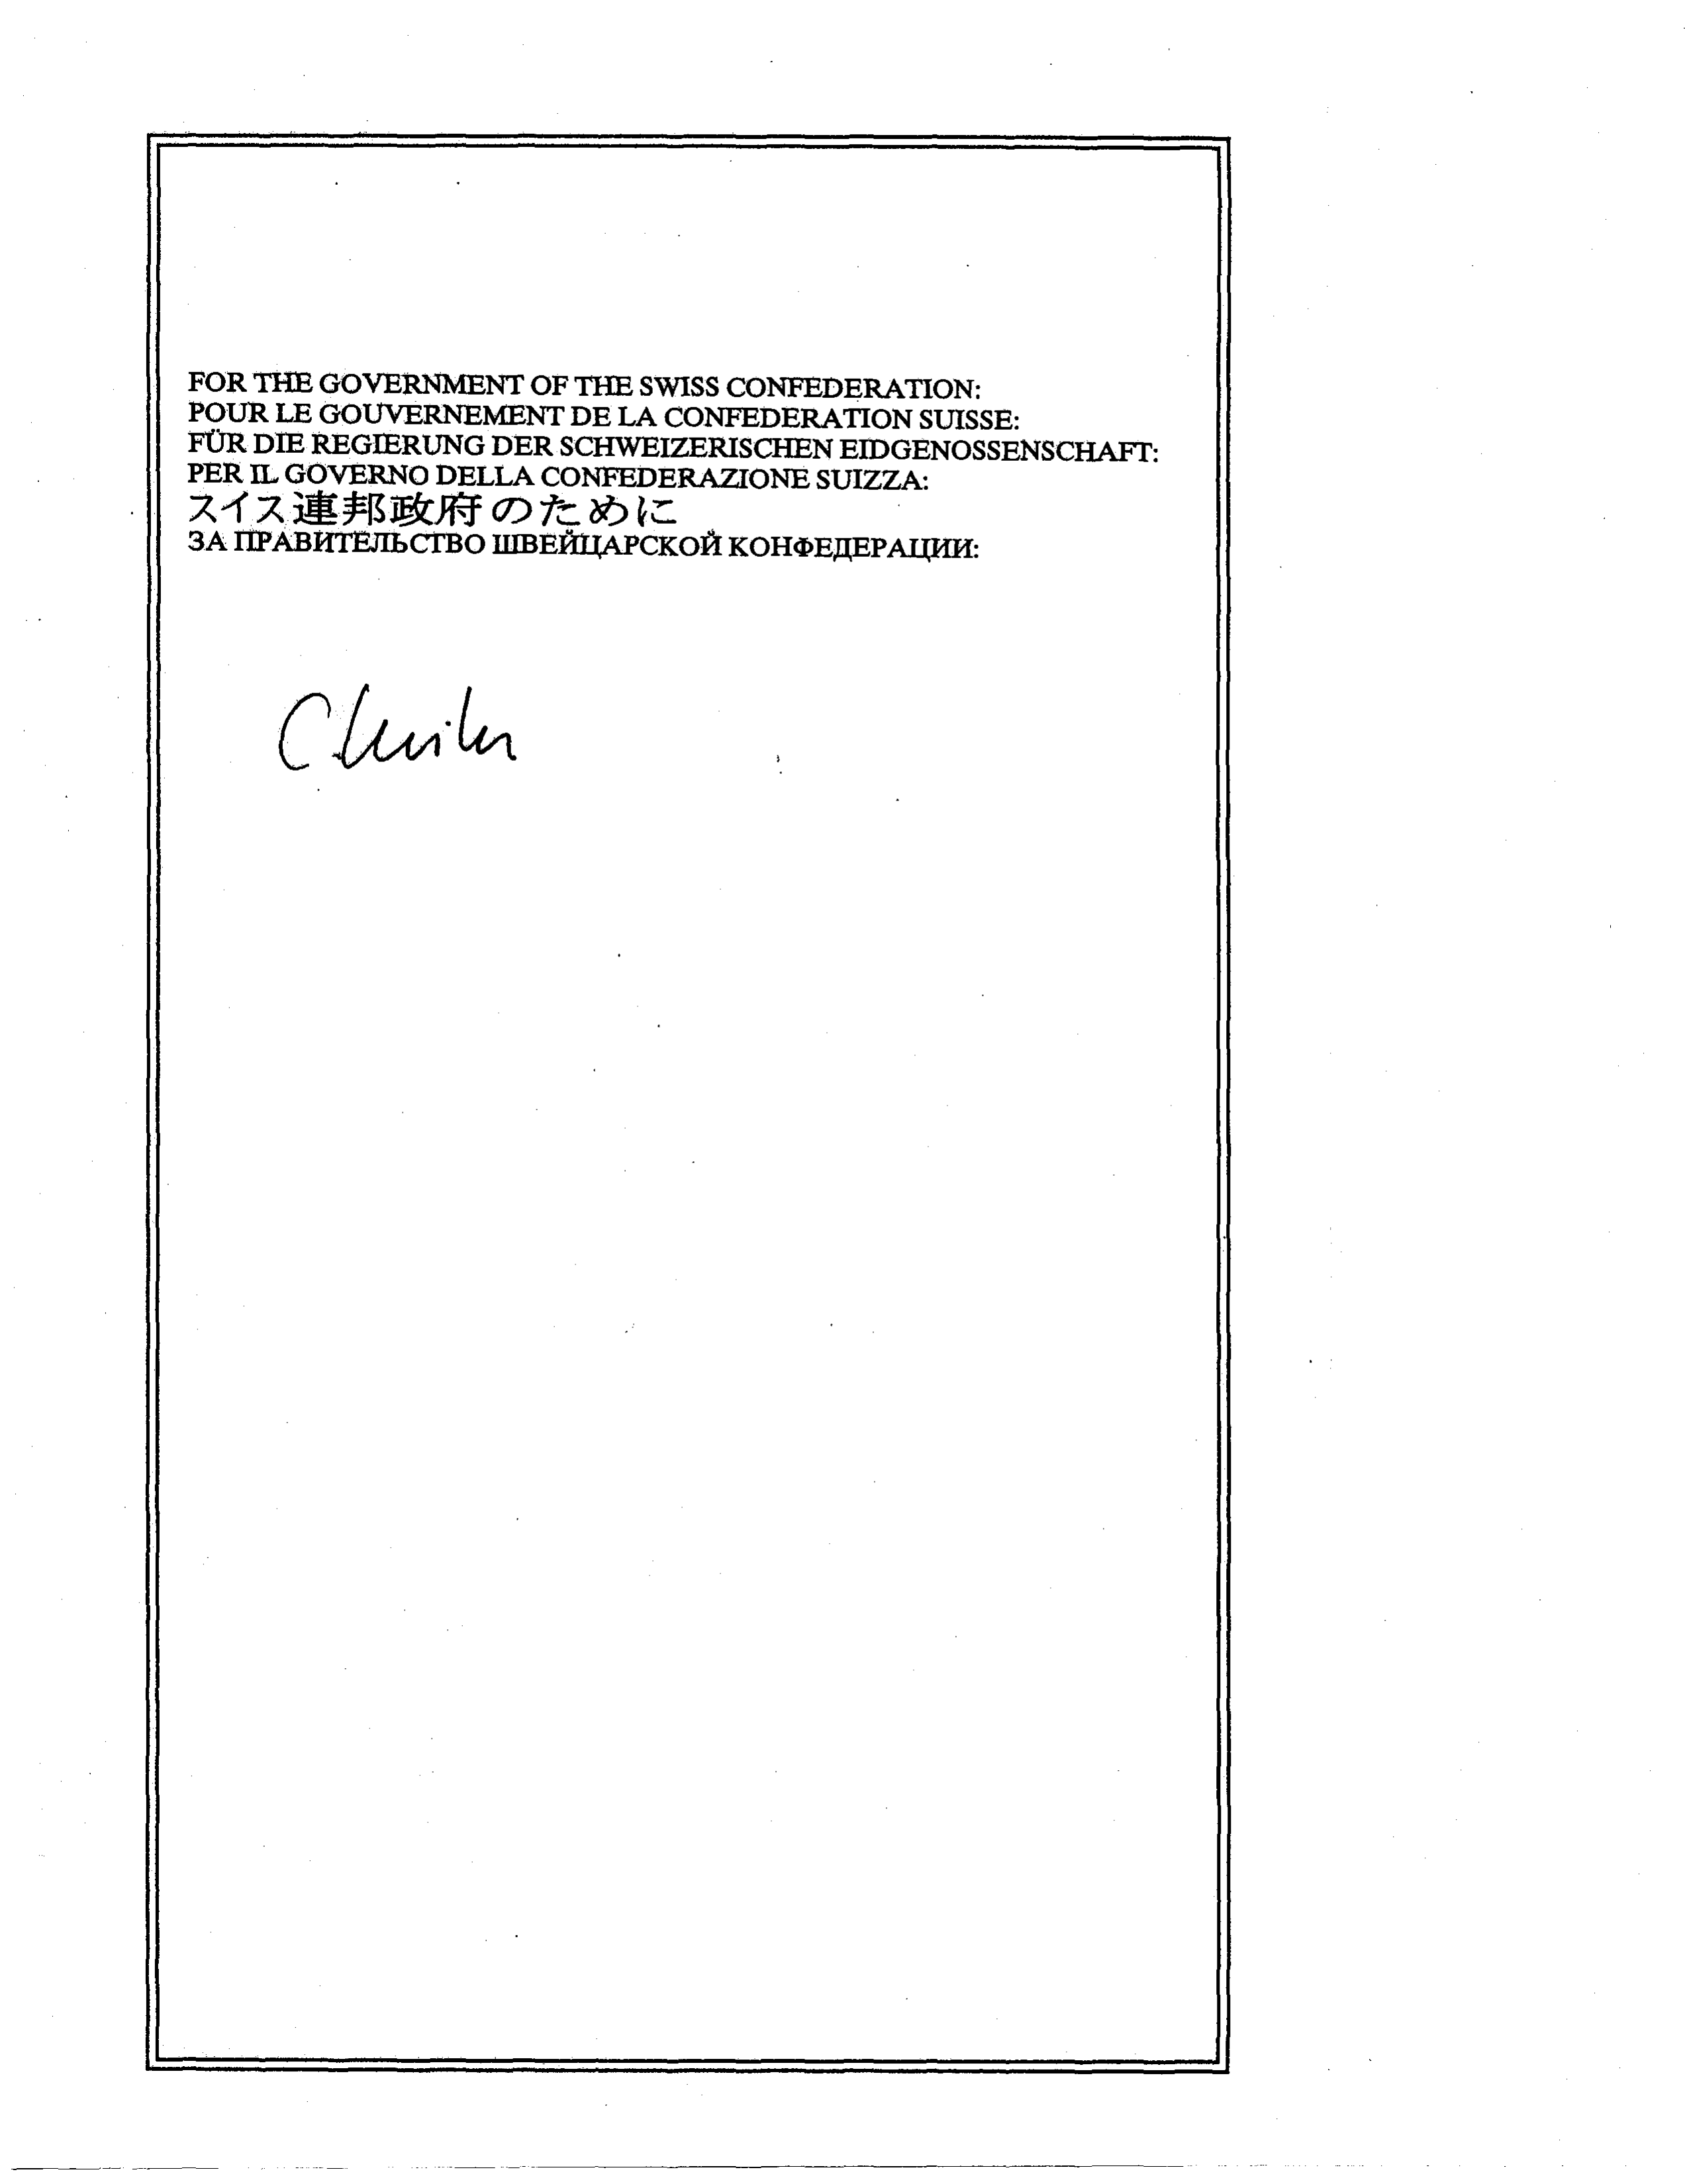 FOR THE GOVERNMENT OF THE SWISS CONFEDERATION:
POUR LE GOUVERNEMENT DE LA CONFEDERATION SUISSE:
FÜR DIE REGIERUNG DER SCHWEIZERISCHEN EIDGENOSSENSCHAFT:
PER IL GOVERNO DELLA CONFEDERAZIONE SUIZZA:
スイス連邦政府のために
ЗА ПРАВИТЕЛЬСТВО ШВЕЙЦАРСКОЙ КОНФЕДЕРАЦИИ: